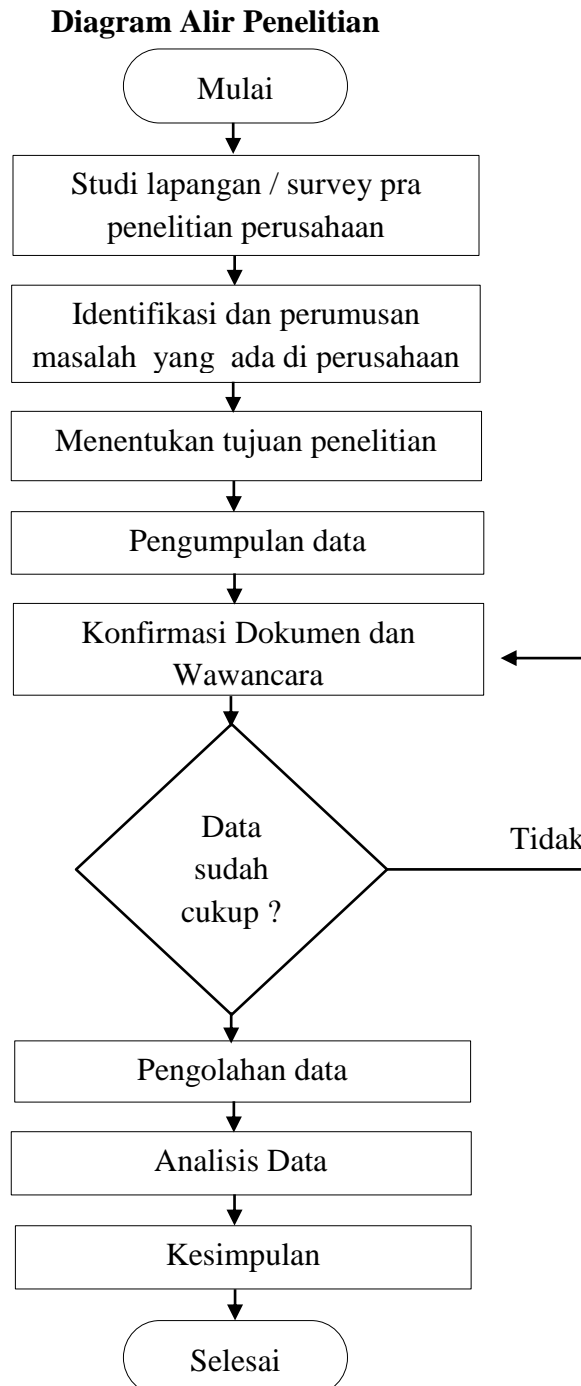 Diagram Alir Penelitian
Mulai
Studi lapangan / survey pra
penelitian perusahaan
Identifikasi dan perumusan
masalah yang ada di perusahaan
Menentukan tujuan penelitian
Pengumpulan data
Konfirmasi Dokumen dan
Wawancara
Data
sudah
cukup ?
Tidak
Pengolahan data
Analisis Data
Kesimpulan
Selesai